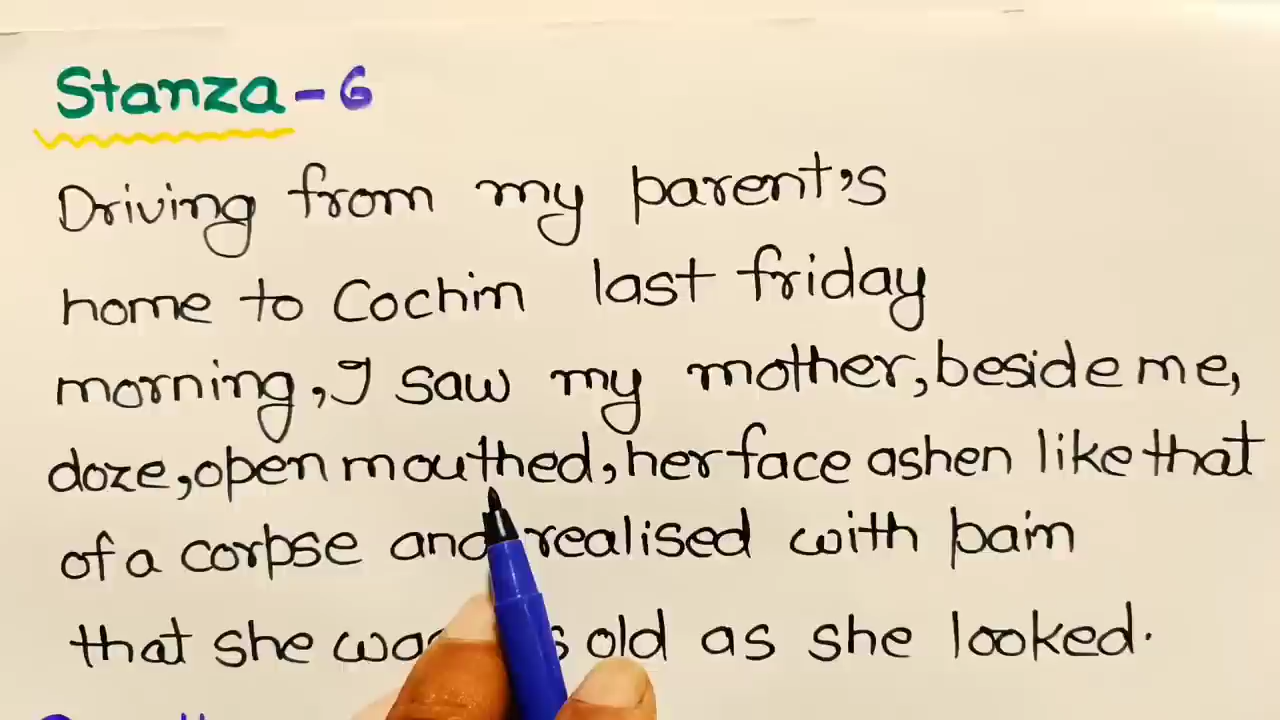 Stanza - 6
Driving from my parent's
home to Cochin last friday
morning, I saw my mother, beside me,
doze, open mouthed, her face ashen like that
of a corpse and realised with pain
that she old as she looked.